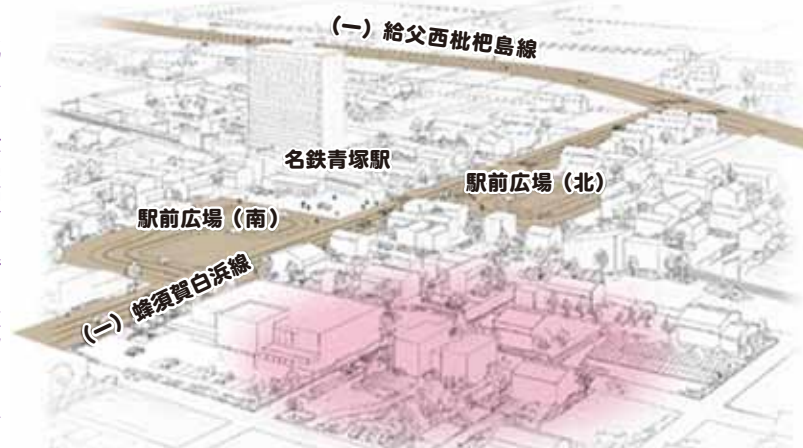 （一）給父西枇杷島線
名鉄青塚駅
駅前広場（北）
駅前広場（南）
（一）蜂須賀白浜線